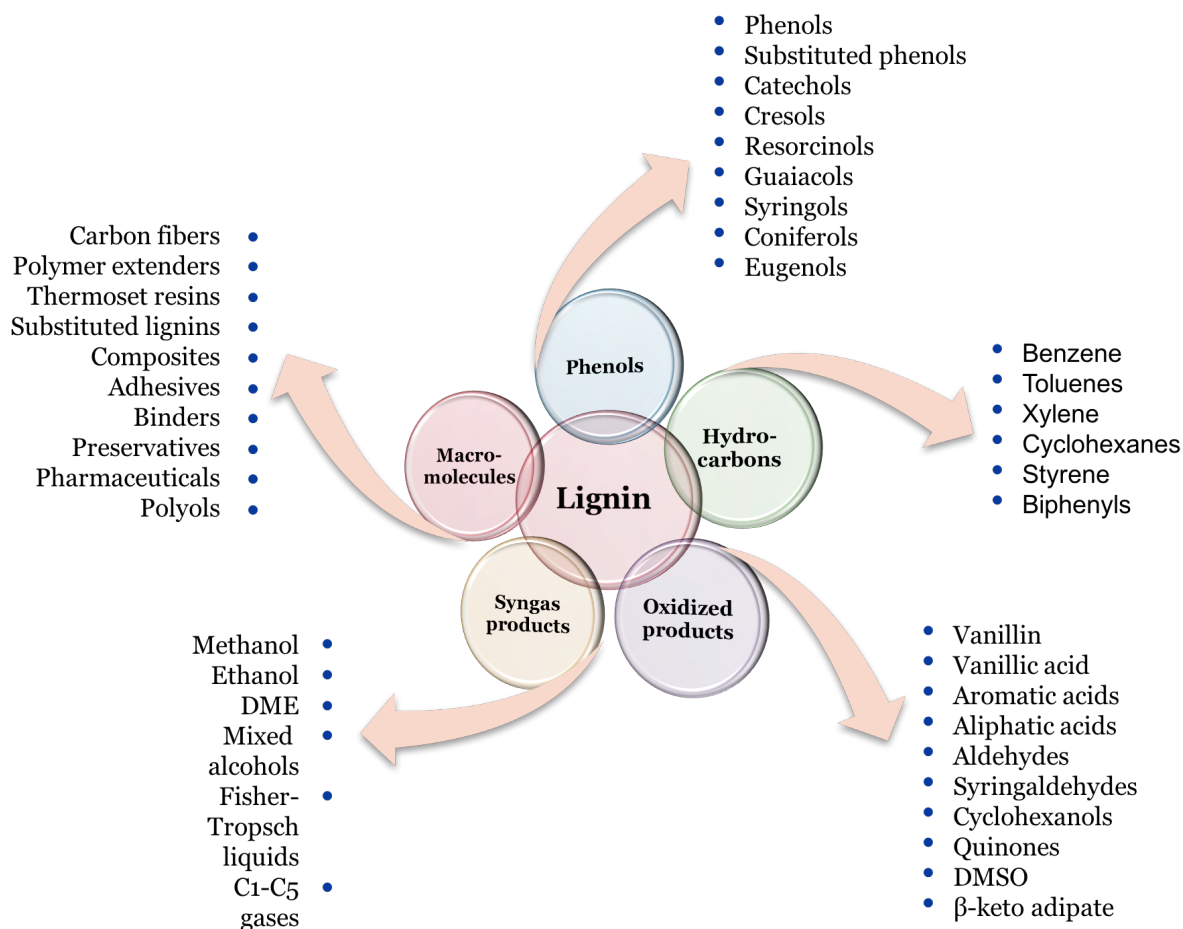 • Phenols
• Substituted phenols
• Catechols
• Cresols
• Resorcinols
• Guaiacols
• Syringols
• Coniferols
• Eugenols
Carbon fibers •
Polymer extenders •
Thermoset resins •
Substituted lignins •
Composites •
Adhesives •
Binders •
Preservatives •
Pharmaceuticals •
Polyols •
Phenols
Hydro-
carbons
Macro-
molecules
Lignin
Syngas
products
Oxidized
products
• Benzene
• Toluenes
• Xylene
• Cyclohexanes
• Styrene
• Biphenyls
Methanol •
Ethanol •
DME •
Mixed •
alcohols
Fisher- •
Tropsch
liquids
C1-C5 •
gases
• Vanillin
• Vanillic acid
• Aromatic acids
• Aliphatic acids
• Aldehydes
• Syringaldehydes
• Cyclohexanols
• Quinones
• DMSO
• β-keto adipate